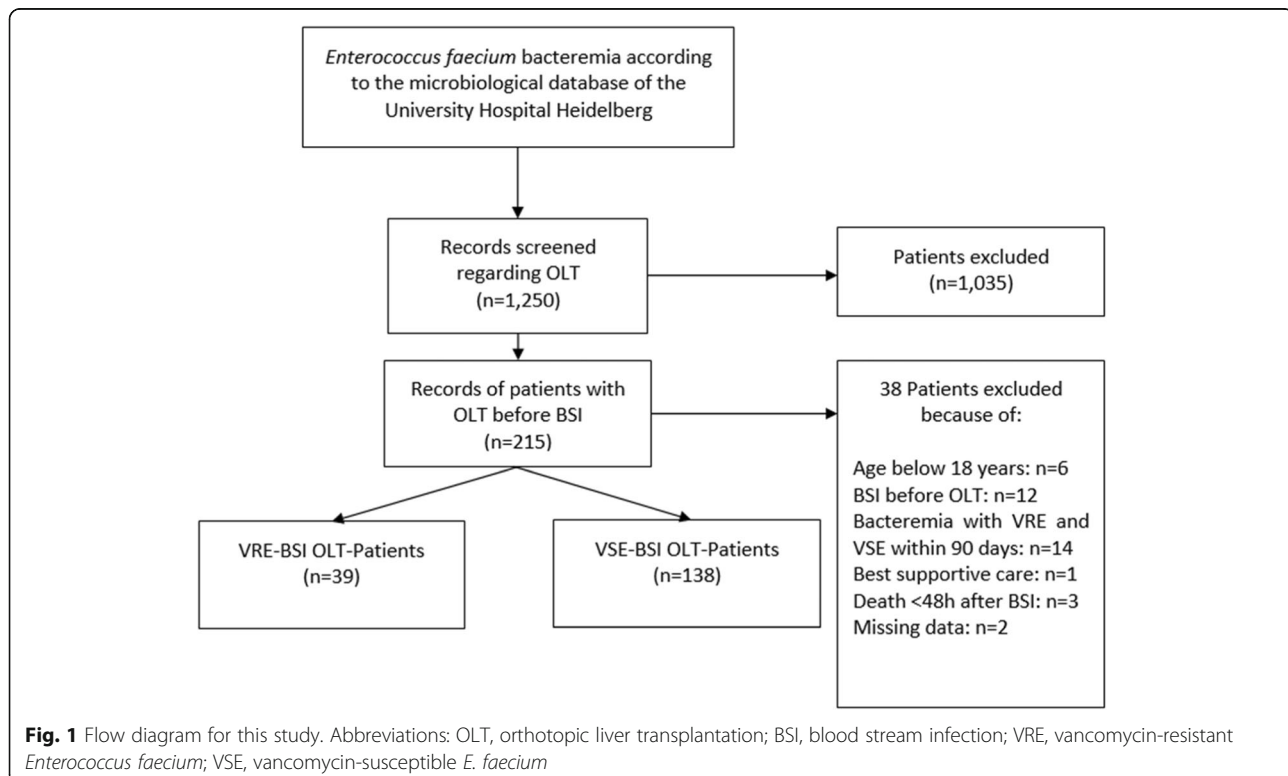 Enterococcus faecium bacteremia according
to the microbiological database of the
University Hospital Heidelberg
Records screened
regarding OLT
(n=1,250)
Patients excluded
(n=1,035)
Records of patients with
OLT before BSI
(n=215)
38 Patients excluded
because of:
Age below 18 years: n=6
BSI before OLT: n=12
Bacteremia with VRE and
VSE within 90 days: n=14
Best supportive care: n=1
Death <48h after BSI: n=3
Missing data: n=2
VRE-BSI OLT-Patients
(n=39)
VSE-BSI OLT-Patients
(n=138)
Fig. 1 Flow diagram for this study. Abbreviations: OLT, orthotopic liver transplantation; BSI, blood stream infection; VRE, vancomycin-resistant
Enterococcus faecium; VSE, vancomycin-susceptible E. faecium